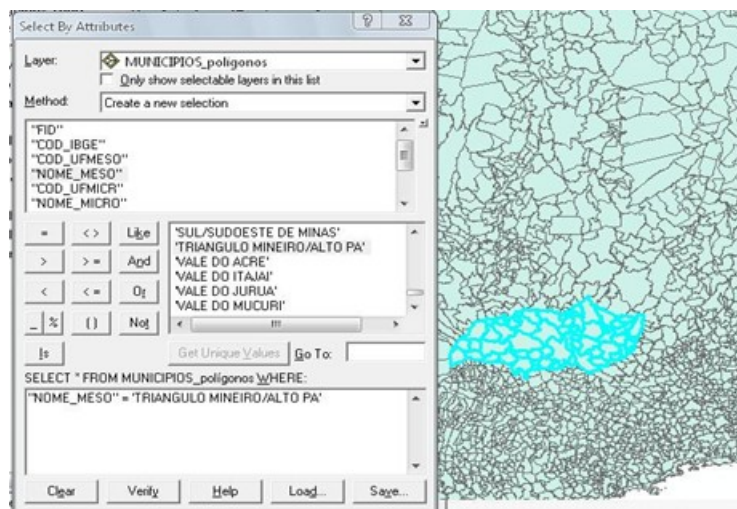 Select By Attributes
Layer: MUNICIPIOS_polígonos
Only show selectable layers in this list
Method: Create a new selection
"FID"
"COD_IBGE"
"COD_UFMESO"
"NOME_MESO"
"COD_UFMICR"
"NOME_MICRO"
= <> Like
> >= And
< <= Or
_ % () Not
Is
'SUL/SUDOESTE DE MINAS'
'TRIANGULO MINEIRO/ALTO PA'
'VALE DO ACRE'
'VALE DO ITAJAI'
'VALE DO JURUA'
'VALE DO MUCURI'
Get Unique Values Go To:
SELECT * FROM MUNICIPIOS_polígonos WHERE:
"NOME_MESO" = 'TRIANGULO MINEIRO/ALTO PA'
Clear Verify Help Load... Save...